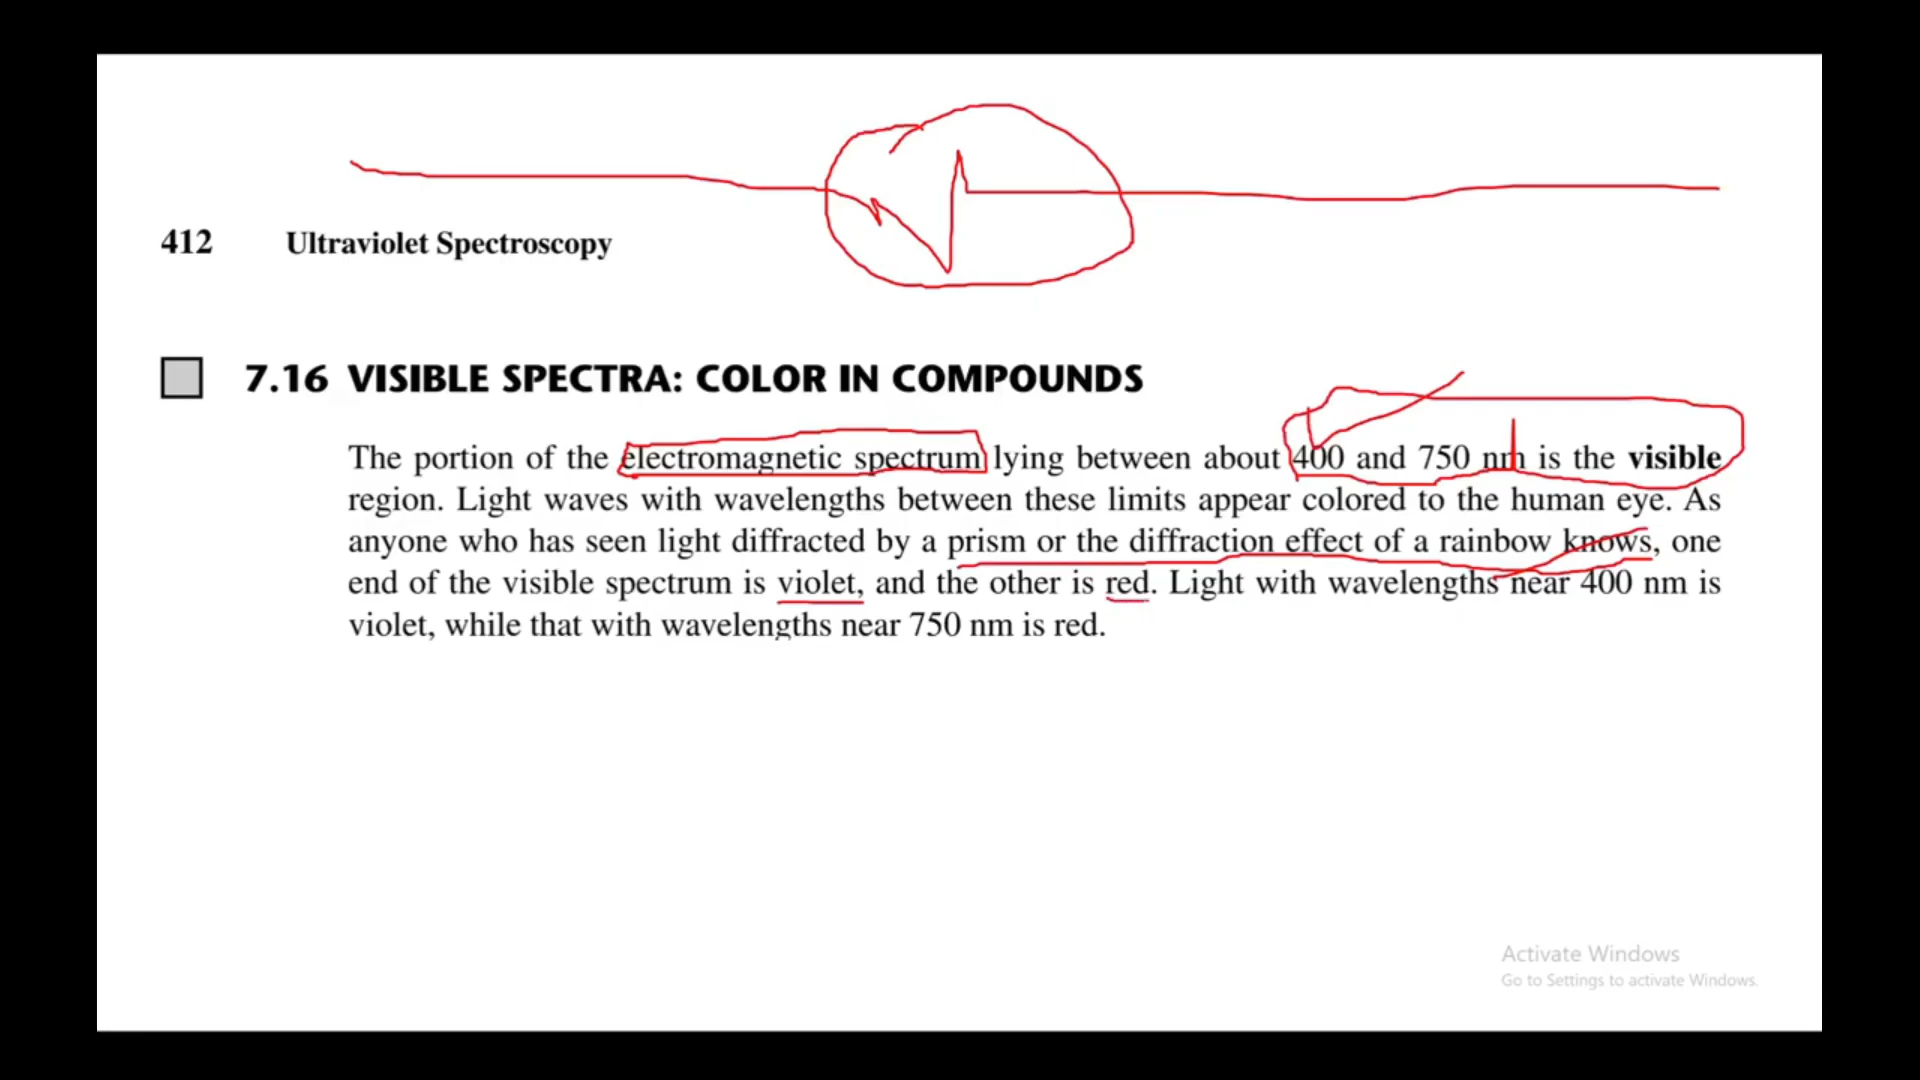 412 Ultraviolet Spectroscopy
7.16 VISIBLE SPECTRA: COLOR IN COMPOUNDS
The portion of the electromagnetic spectrum lying between about 400 and 750 nm is the visible
region. Light waves with wavelengths between these limits appear colored to the human eye. As
anyone who has seen light diffracted by a prism or the diffraction effect of a rainbow knows, one
end of the visible spectrum is violet, and the other is red. Light with wavelengths near 400 nm is
violet, while that with wavelengths near 750 nm is red.
Activate Windows
Go to Settings to activate Windows.